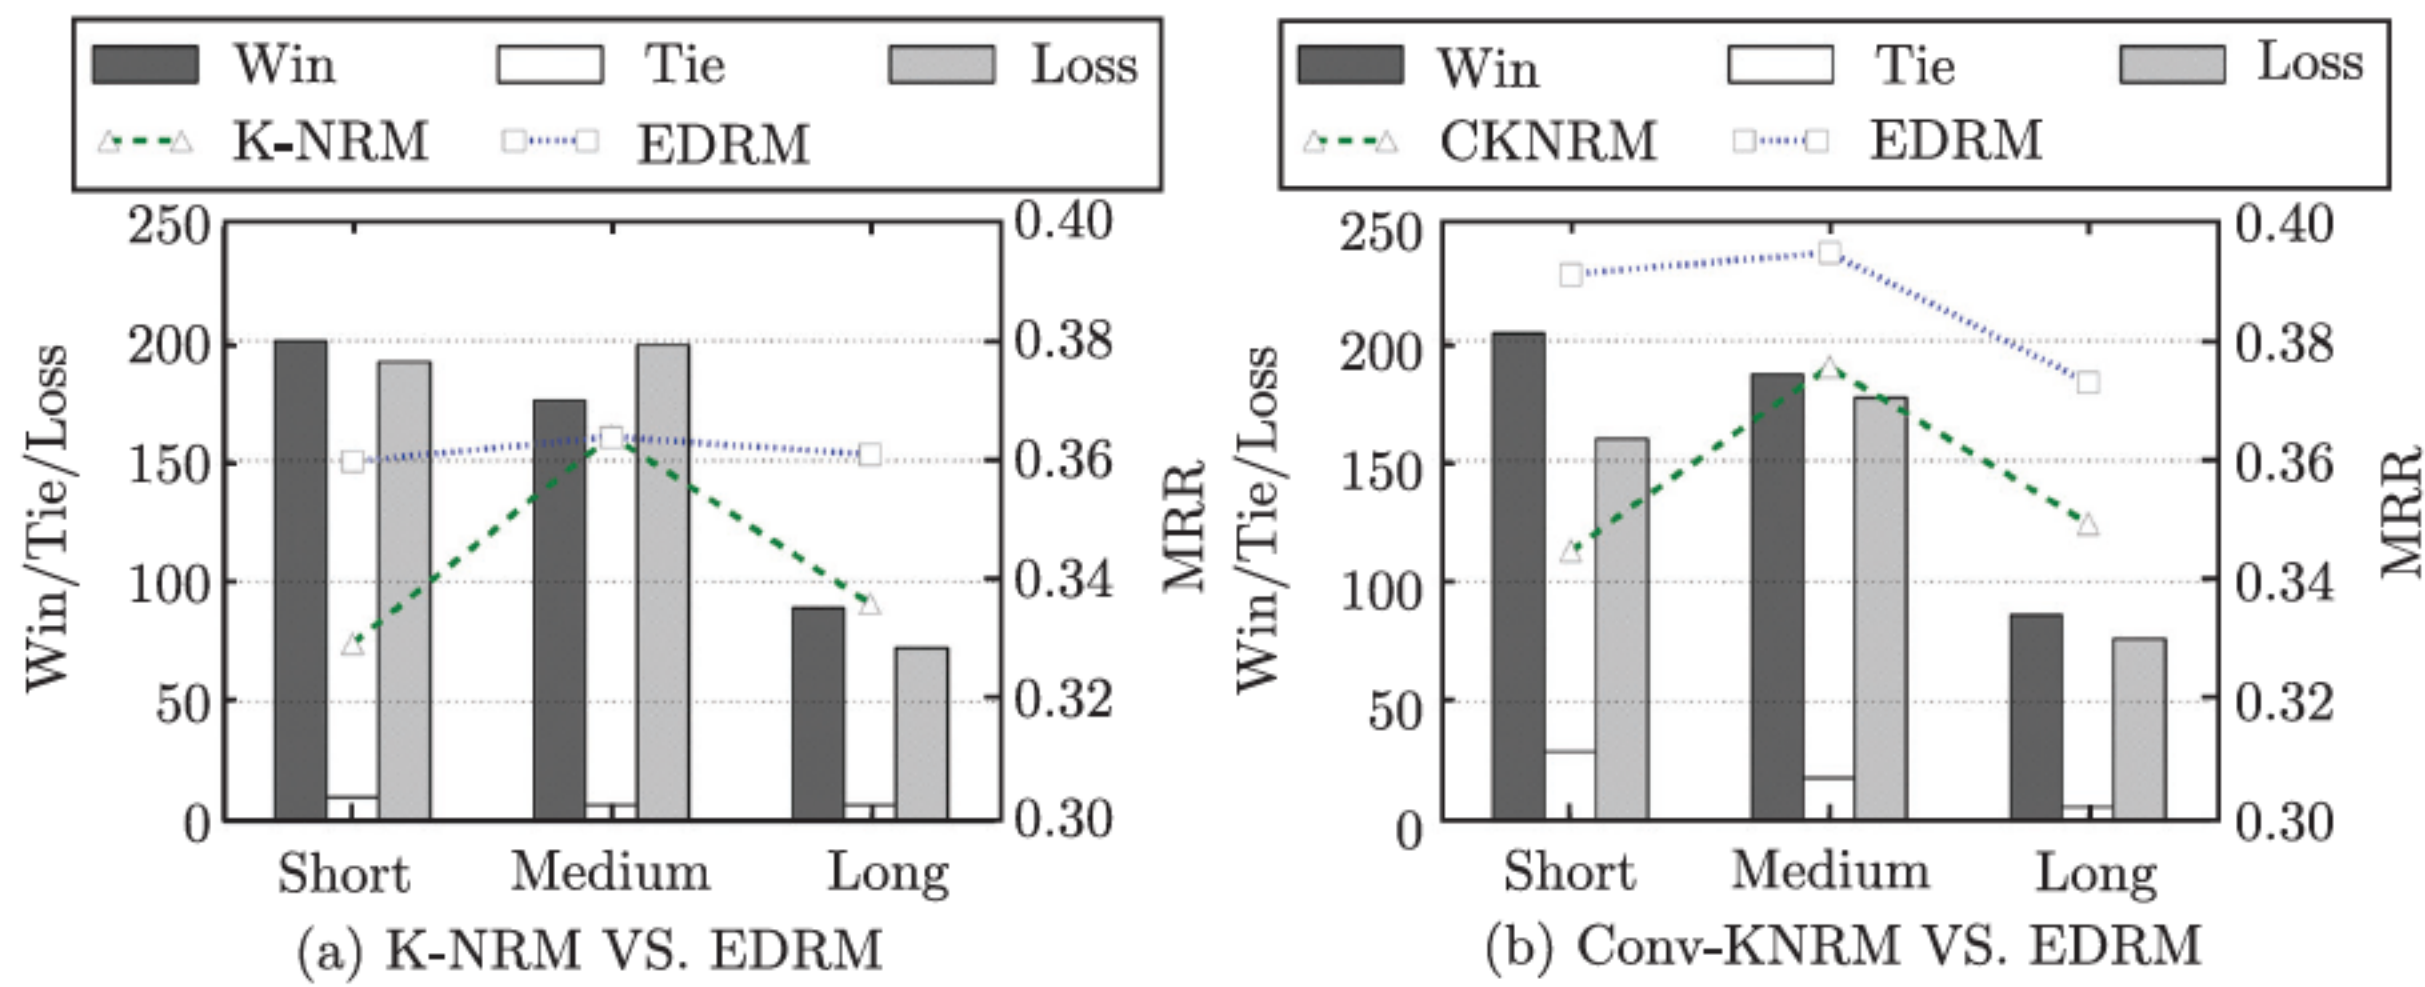 Win Tie Loss
K-NRM EDRM
250
200
150
100
50
0
Win/Tie/Loss
0.40
0.38
0.36
0.34
0.32
0.30
MRR
Short Medium Long
(a) K-NRM VS. EDRM
Win Tie Loss
CKNRM EDRM
250
200
150
100
50
0
Win/Tie/Loss
0.40
0.38
0.36
0.34
0.32
0.30
MRR
Short Medium Long
(b) Conv-KNRM VS. EDRM